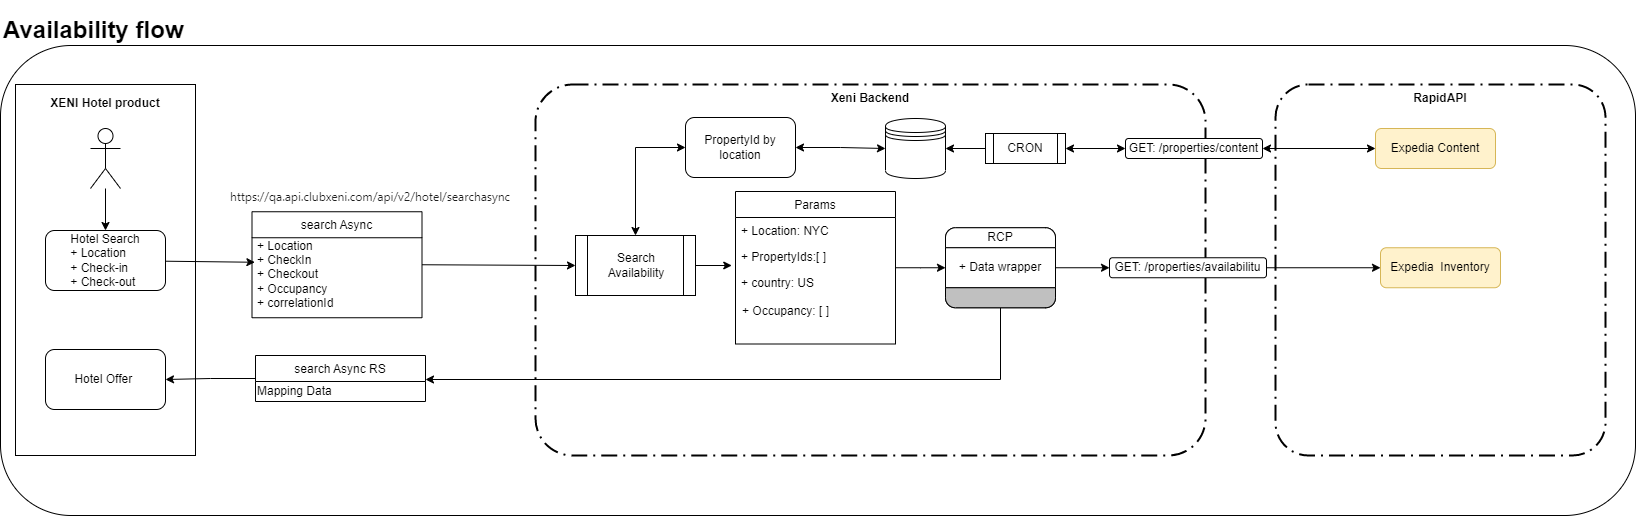 Availability flow
XENI Hotel product
Hotel Search
+ Location
+ Check-in
+ Check-out
Hotel Offer
https://qa.api.clubxeni.com/api/v2/hotel/searchasync
search Async
+ Location
+ CheckIn
+ Checkout
+ Occupancy
+ correlationId
search Async RS
Mapping Data
Xeni Backend
PropertyId by
location
CRON
GET: /properties/content
Search
Availability
Params
+ Location: NYC
+ PropertyIds:[ ]
+ country: US
+ Occupancy: [ ]
RCP
+ Data wrapper
GET: /properties/availabilitu
RapidAPI
Expedia Content
Expedia Inventory